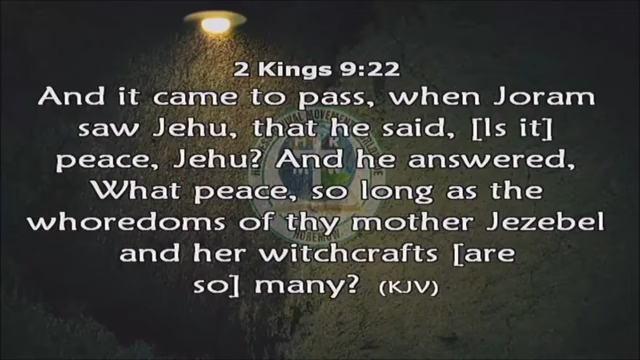 2 Kings 9:22
And it came to pass, when Joram
saw Jehu, that he said, [Is it]
peace, Jehu? And he answered,
What peace, so long as the
whoredoms of thy mother Jezebel
and her witchcrafts [are
so] many? (KJV)